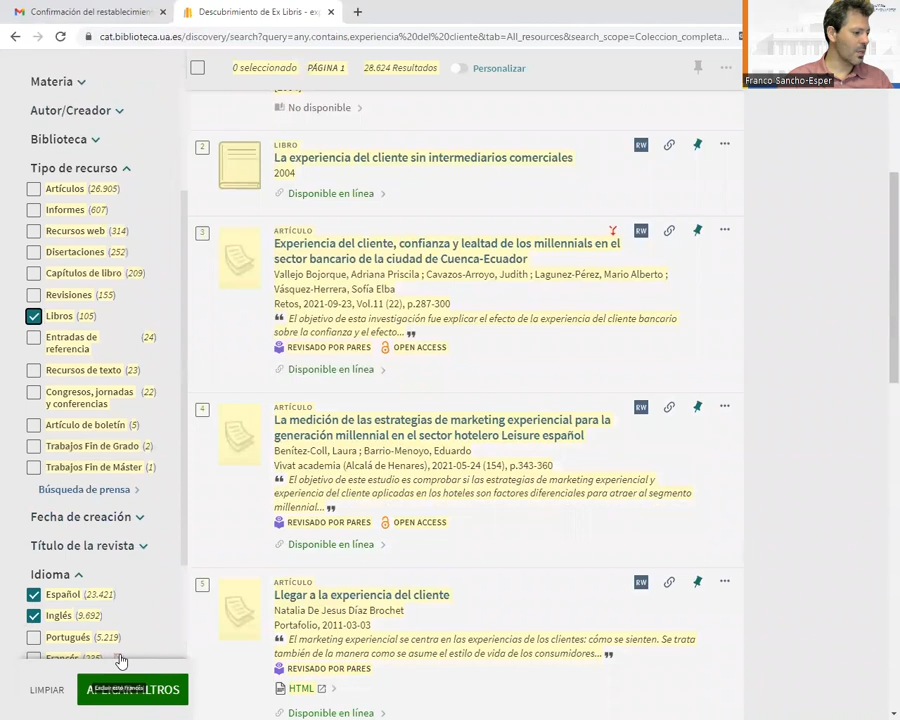 Confirmación del restablecimiento
Descubrimiento de Ex Libris - exp
cat.biblioteca.ua.es/discovery/search?query=any,contains,experiencia%20del%20cliente&tab=All_resources&search_scope=Coleccion_completa...
Franco Sancho-Esper
Materia
Autor/Creador
Biblioteca
Tipo de recurso
Artículos (26.905)
Informes (607)
Recursos web (314)
Disertaciones (252)
Capítulos de libro (209)
Revisiones (155)
Libros (105)
Entradas de referencia (24)
Recursos de texto (23)
Congresos, jornadas y conferencias (22)
Artículo de boletín (5)
Trabajos Fin de Grado (2)
Trabajos Fin de Máster (1)
Búsqueda de prensa
Fecha de creación
Título de la revista
Idioma
Español (23.421)
Inglés (9.692)
Portugués (5.219)
LIMPIAR
APLICAR FILTROS
0 seleccionado PÁGINA 1 28.624 Resultados Personalizar
No disponible
2
LIBRO
La experiencia del cliente sin intermediarios comerciales
2004
Disponible en línea
3
ARTÍCULO
RW
Experiencia del cliente, confianza y lealtad de los millennials en el
sector bancario de la ciudad de Cuenca-Ecuador
Vallejo Bojorque, Adriana Priscila ; Cavazos-Arroyo, Judith ; Lagunez-Pérez, Mario Alberto ;
Vásquez-Herrera, Sofía Elba
Retos, 2021-09-23, Vol.11 (22), p.287-300
❝ El objetivo de esta investigación fue explicar el efecto de la experiencia del cliente bancario
sobre la confianza y el efecto... ❞
REVISADO POR PARES OPEN ACCESS
Disponible en línea
4
ARTÍCULO
RW
La medición de las estrategias de marketing experiencial para la
generación millennial en el sector hotelero Leisure español
Benítez-Coll, Laura ; Barrio-Menoyo, Eduardo
Vivat academia (Alcalá de Henares), 2021-05-24 (154), p.343-360
❝ El objetivo de este estudio es comprobar si las estrategias de marketing experiencial y
experiencia del cliente aplicadas en los hoteles son factores diferenciales para atraer al segmento
millennial... ❞
REVISADO POR PARES OPEN ACCESS
Disponible en línea
5
ARTÍCULO
RW
Llegar a la experiencia del cliente
Natalia De Jesus Díaz Brochet
Portafolio, 2011-03-03
❝ El marketing experiencial se centra en las experiencias de los clientes: cómo se sienten. Se trata
también de la manera como se asume el estilo de vida de los consumidores... ❞
REVISADO POR PARES
HTML
Disponible en línea